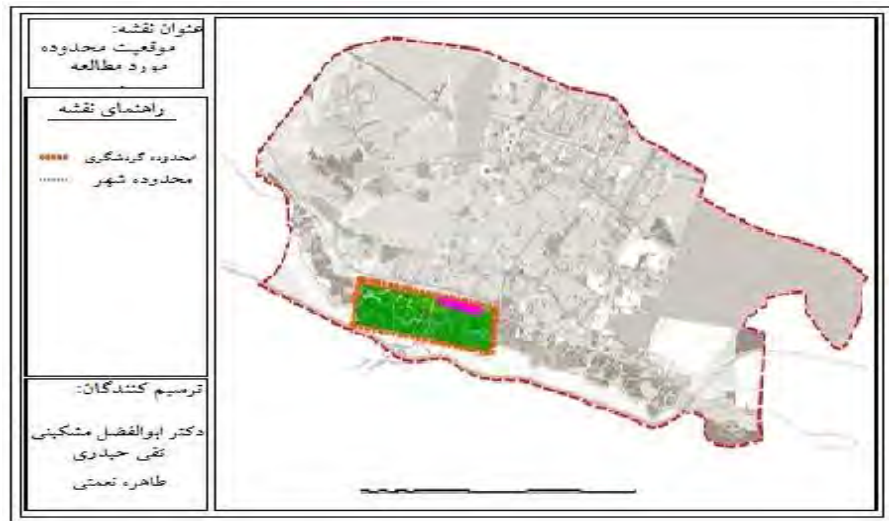 عنوان نقشه:
موقعیت محدوده
مورد مطالعه
راهنمای نقشه
محدوده گردشگری
محدوده شهر
ترسیم کنندگان:
دکتر ابوالفضل مشکینی
تقی حیدری
طاهره نعمتی